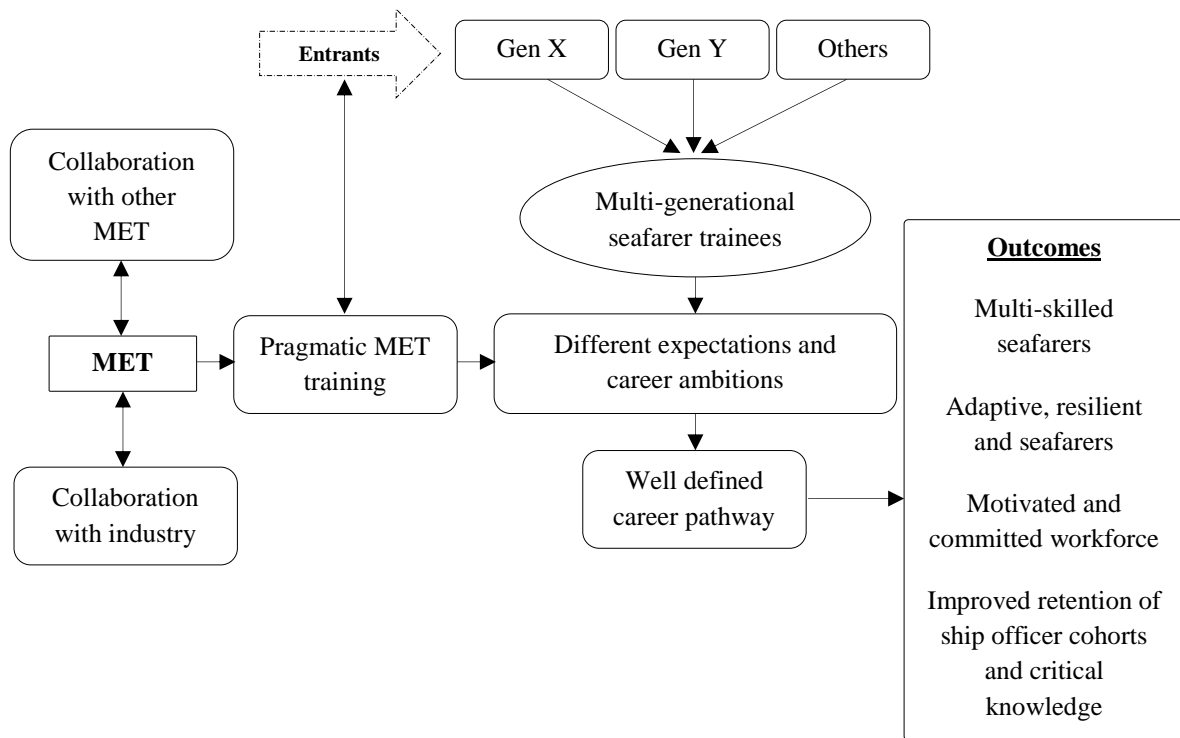 Entrants
Gen X
Gen Y
Others
Collaboration
with other
MET
Multi-generational
seafarer trainees
MET
Pragmatic MET
training
Different expectations and
career ambitions
Collaboration
with industry
Well defined
career pathway
Outcomes
Multi-skilled
seafarers
Adaptive, resilient
and seafarers
Motivated and
committed workforce
Improved retention of
ship officer cohorts
and critical
knowledge